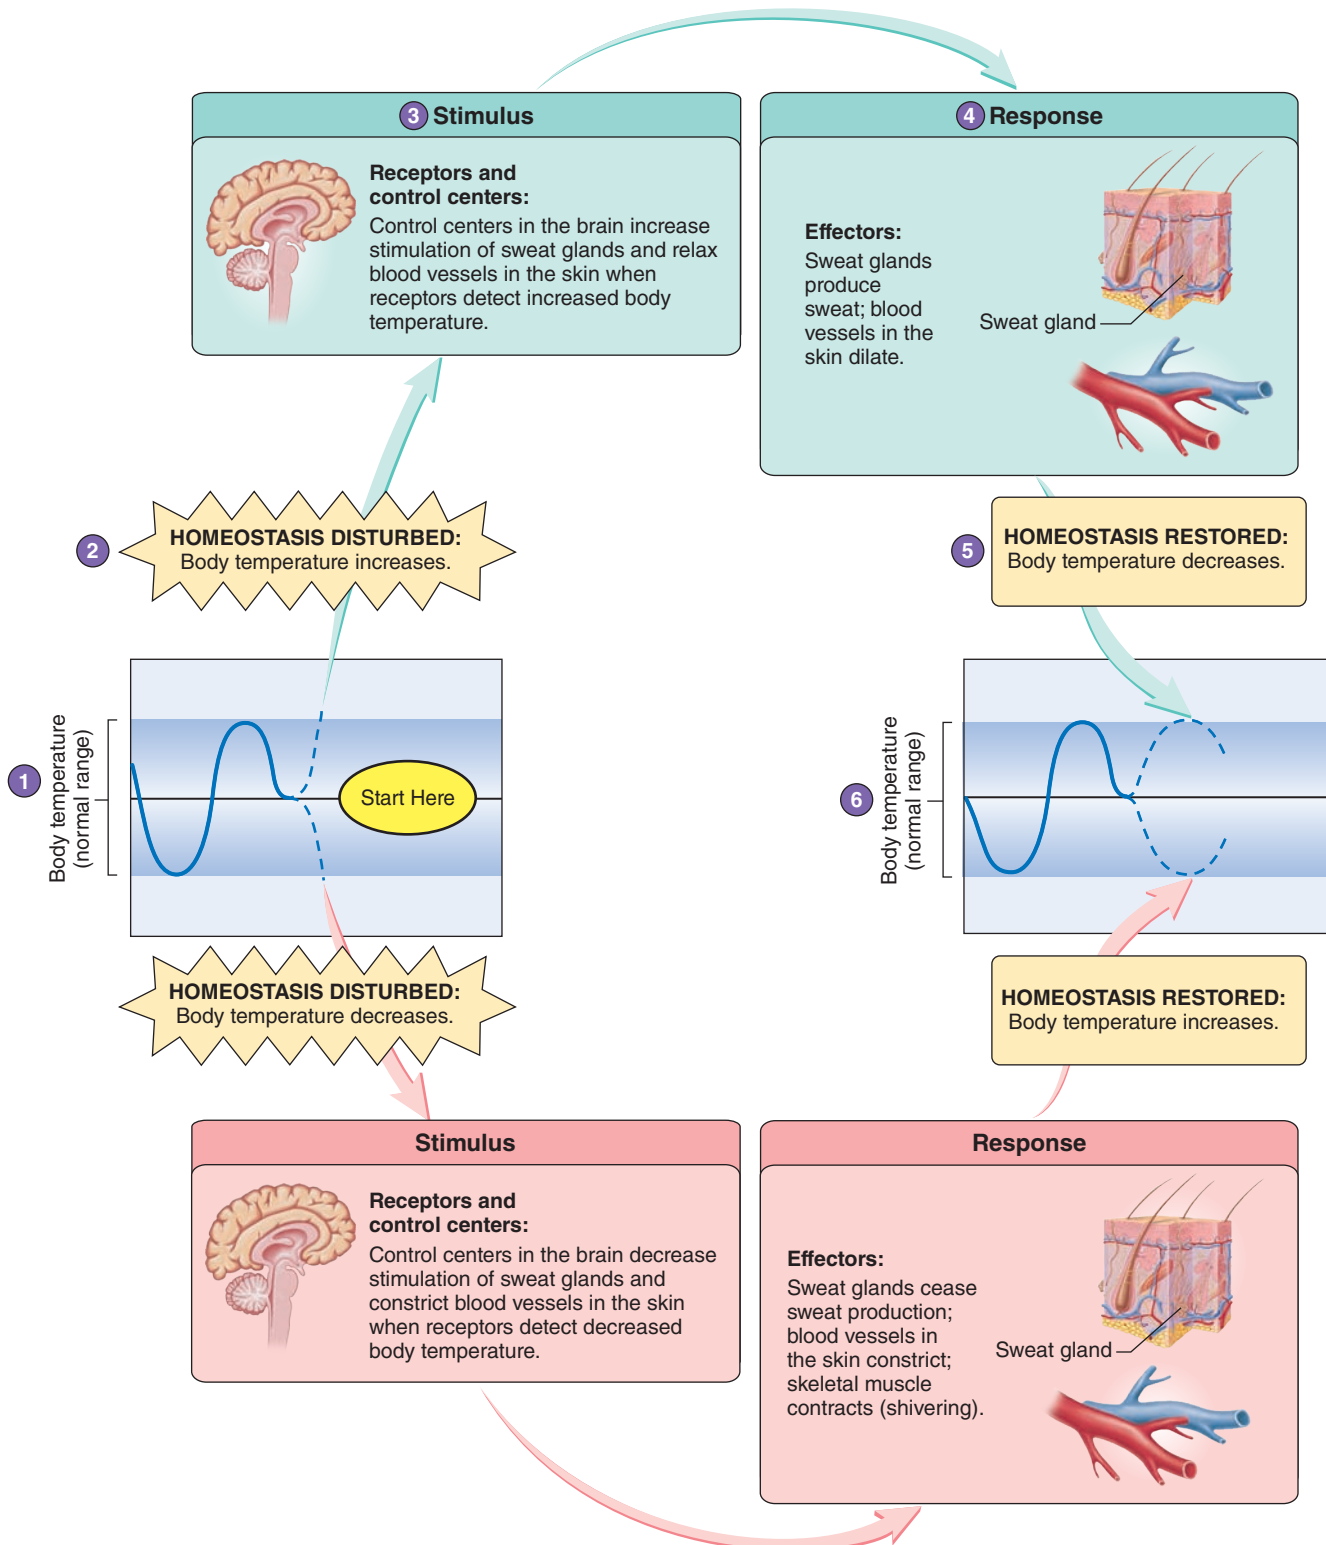 3 Stimulus
Receptors and
control centers:
Control centers in the brain increase
stimulation of sweat glands and relax
blood vessels in the skin when
receptors detect increased body
temperature.
4 Response
Effectors:
Sweat glands
produce
sweat; blood
vessels in the
skin dilate.
Sweat gland
2
HOMEOSTASIS DISTURBED:
Body temperature increases.
5
HOMEOSTASIS RESTORED:
Body temperature decreases.
1
Body temperature
(normal range)
Start Here
6
Body temperature
(normal range)
HOMEOSTASIS DISTURBED:
Body temperature decreases.
HOMEOSTASIS RESTORED:
Body temperature increases.
Stimulus
Receptors and
control centers:
Control centers in the brain decrease
stimulation of sweat glands and
constrict blood vessels in the skin
when receptors detect decreased
body temperature.
Response
Effectors:
Sweat glands cease
sweat production;
blood vessels in
the skin constrict;
skeletal muscle
contracts (shivering).
Sweat gland